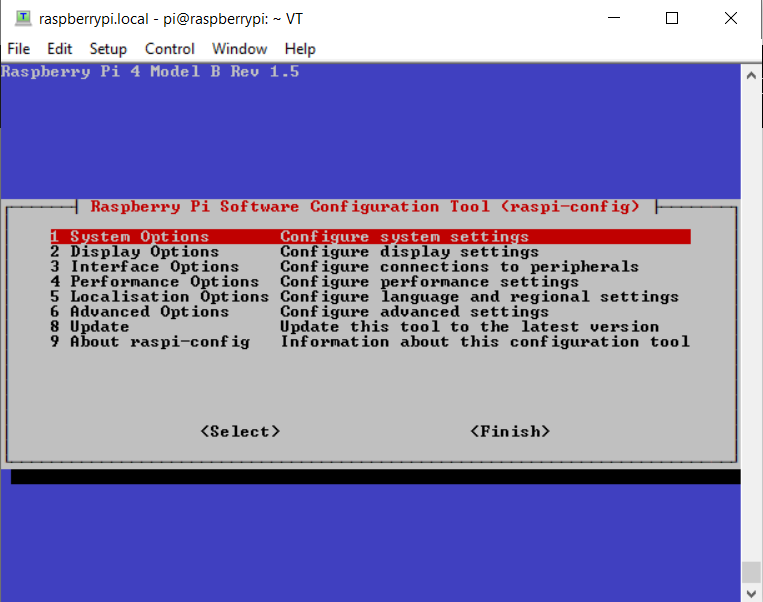 raspberrypi.local - pi@raspberrypi: ~ VT
File Edit Setup Control Window Help
Raspberry Pi 4 Model B Rev 1.5
Raspberry Pi Software Configuration Tool (raspi-config)
1 System Options Configure system settings
2 Display Options Configure display settings
3 Interface Options Configure connections to peripherals
4 Performance Options Configure performance settings
5 Localisation Options Configure language and regional settings
6 Advanced Options Configure advanced settings
8 Update Update this tool to the latest version
9 About raspi-config Information about this configuration tool
<Select> <Finish>